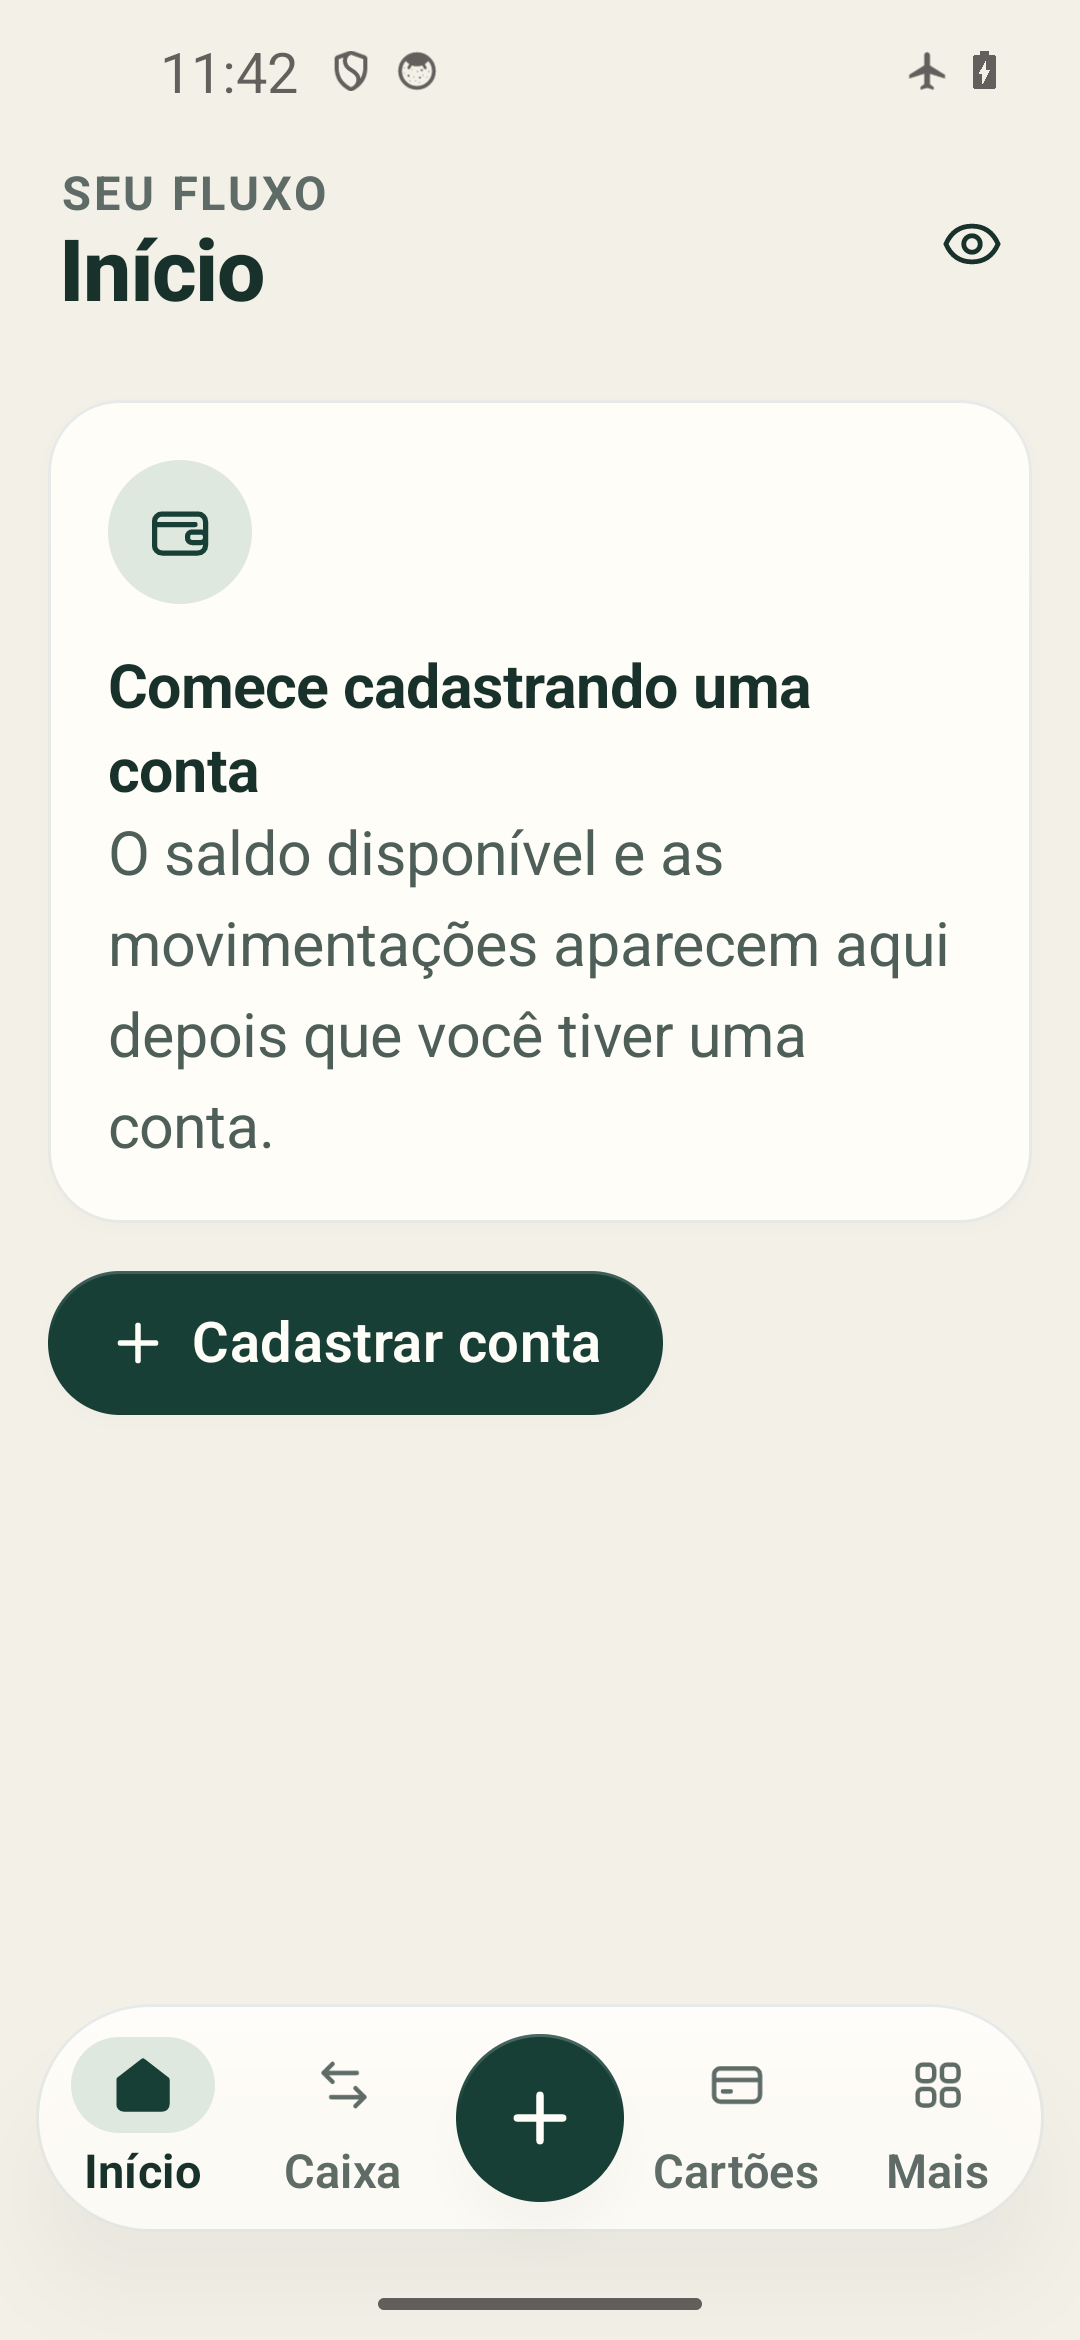 11:42
SEU FLUXO
Início
Comece cadastrando uma
conta
O saldo disponível e as
movimentações aparecem aqui
depois que você tiver uma
conta.
Cadastrar conta
Início
Caixa
Cartões
Mais